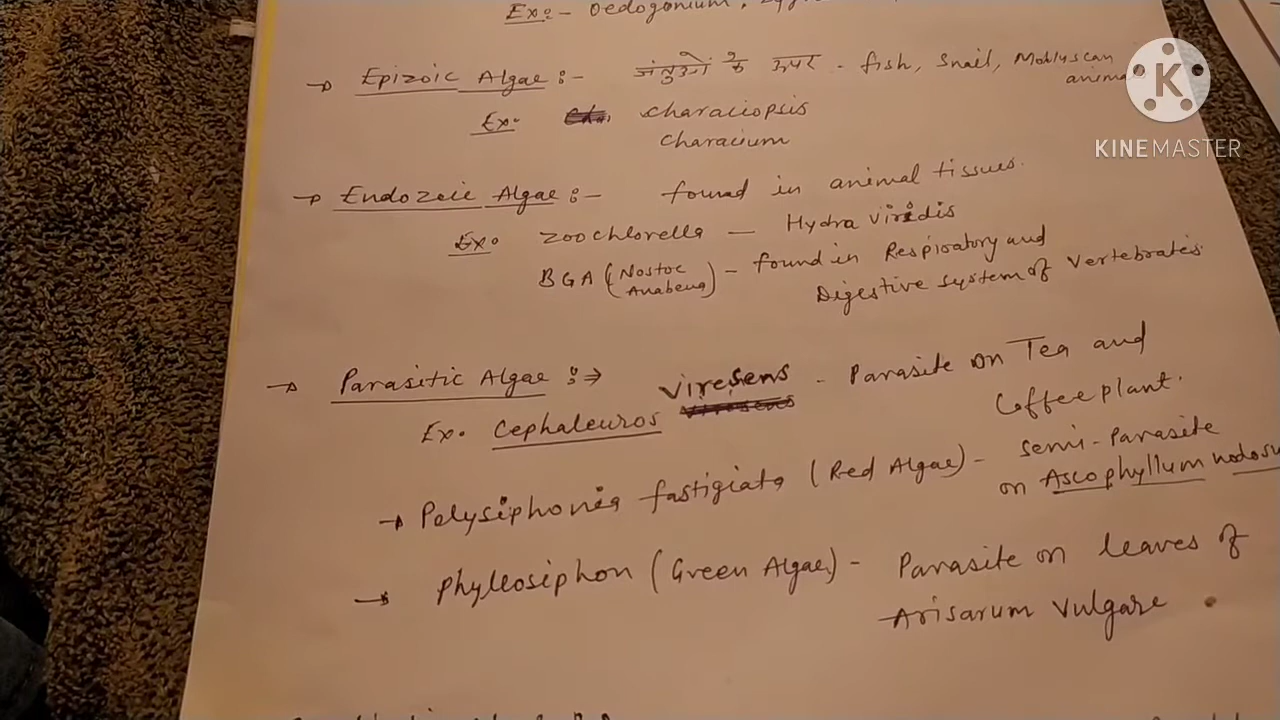 Ex:- Oedogonium,
→ Epizoic Algae :- जंतुओं के ऊपर - fish, Snail, Molluscan
anima
Ex. characiopsis
characium
→ Endozoic Algae :- found in animal tissues.
Ex. zoochlorella — Hydra viridis
BGA (Nostoc Anabena) - found in Respiratory and
Digestive system of vertebrates.
→ Parasitic Algae :⇒ Viresens - Parasite on Tea and
Ex. Cephaleuros Coffee plant.
→ Polysiphonia fastigiata (Red Algae) - Semi-Parasite
on Ascophyllum nodosu
→ Phyllosiphon (Green Algae) - Parasite on leaves of
Arisarum vulgare
K
KINEMASTER